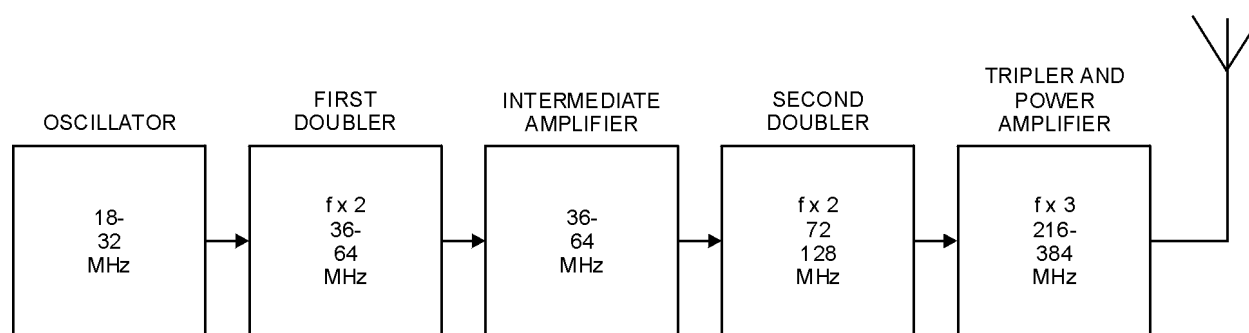 OSCILLATOR
FIRST
DOUBLER
INTERMEDIATE
AMPLIFIER
SECOND
DOUBLER
TRIPLER AND
POWER
AMPLIFIER
18-
32
MHz
f x 2
36-
64
MHz
36-
64
MHz
f x 2
72
128
MHz
f x 3
216-
384
MHz